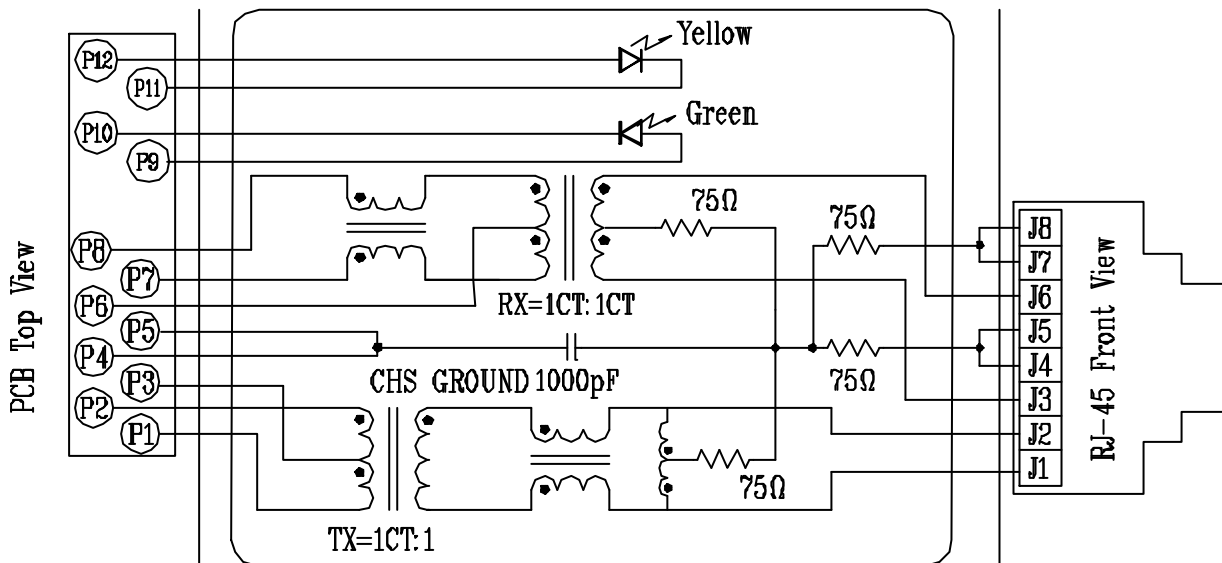 PCB Top View
P12
P11
P10
P9
P8
P7
P6
P5
P4
P3
P2
P1
Yellow
Green
75Ω
75Ω
RX=1CT:1CT
CHS GROUND 1000pF
75Ω
75Ω
TX=1CT:1
J8
J7
J6
J5
J4
J3
J2
J1
RJ-45 Front View